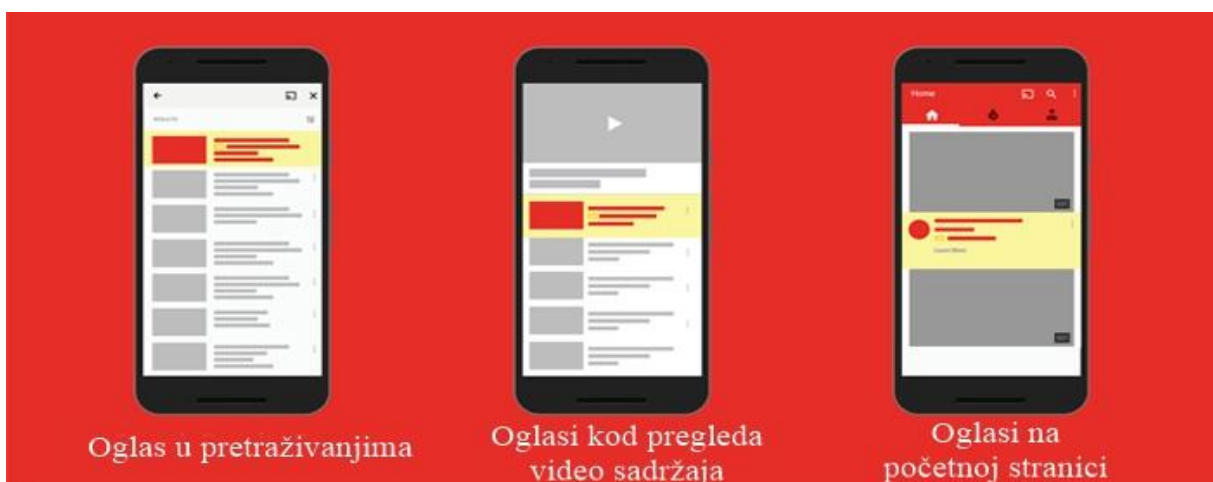 Home
Oglas u pretraživanjima
Oglasi kod pregleda
video sadržaja
Oglasi na
početnoj stranici